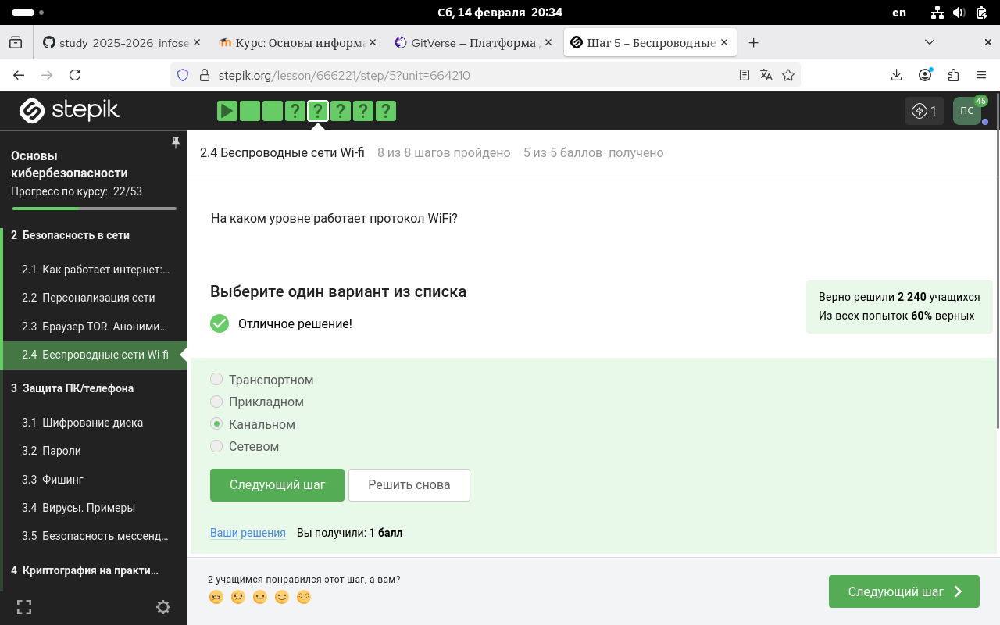 Сб, 14 февраля 20:34
en
study_2025-2026_infose
Курс: Основы информа
GitVerse — Платформа д
Шаг 5 – Беспроводные
stepik.org/lesson/666221/step/5?unit=664210
stepik
? ? ? ? ?
1
ПС
45
Основы
кибербезопасности
Прогресс по курсу: 22/53
2 Безопасность в сети
2.1 Как работает интернет:...
2.2 Персонализация сети
2.3 Браузер TOR. Аноними...
2.4 Беспроводные сети Wi-fi
3 Защита ПК/телефона
3.1 Шифрование диска
3.2 Пароли
3.3 Фишинг
3.4 Вирусы. Примеры
3.5 Безопасность мессенд...
4 Криптография на практи...
2.4 Беспроводные сети Wi-fi 8 из 8 шагов пройдено 5 из 5 баллов получено
На каком уровне работает протокол WiFi?
Выберите один вариант из списка
Отличное решение!
Верно решили 2 240 учащихся
Из всех попыток 60% верных
Транспортном
Прикладном
Канальном
Сетевом
Следующий шаг
Решить снова
Ваши решения Вы получили: 1 балл
2 учащимся понравился этот шаг, а вам?
Следующий шаг